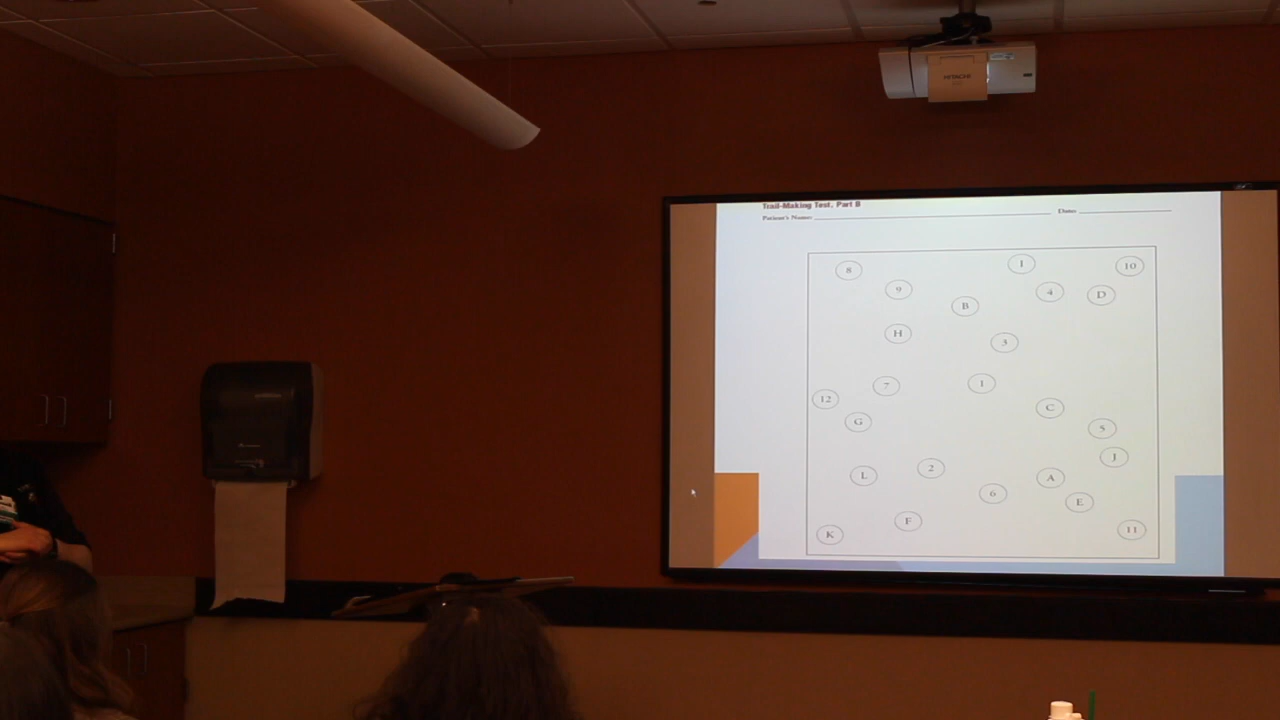 HITACHI
Trail-Making Test, Part B
Patient's Name: Date:
8
I
10
9
4
D
B
H
3
7
1
12
C
G
5
J
L
2
A
6
E
F
K
11